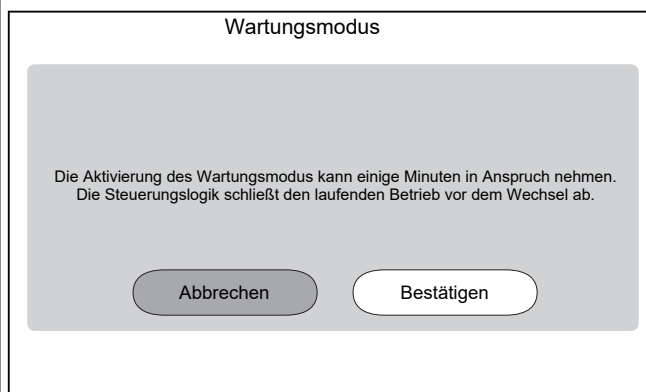 Wartungsmodus
Die Aktivierung des Wartungsmodus kann einige Minuten in Anspruch nehmen.
Die Steuerungslogik schließt den laufenden Betrieb vor dem Wechsel ab.
Abbrechen
Bestätigen